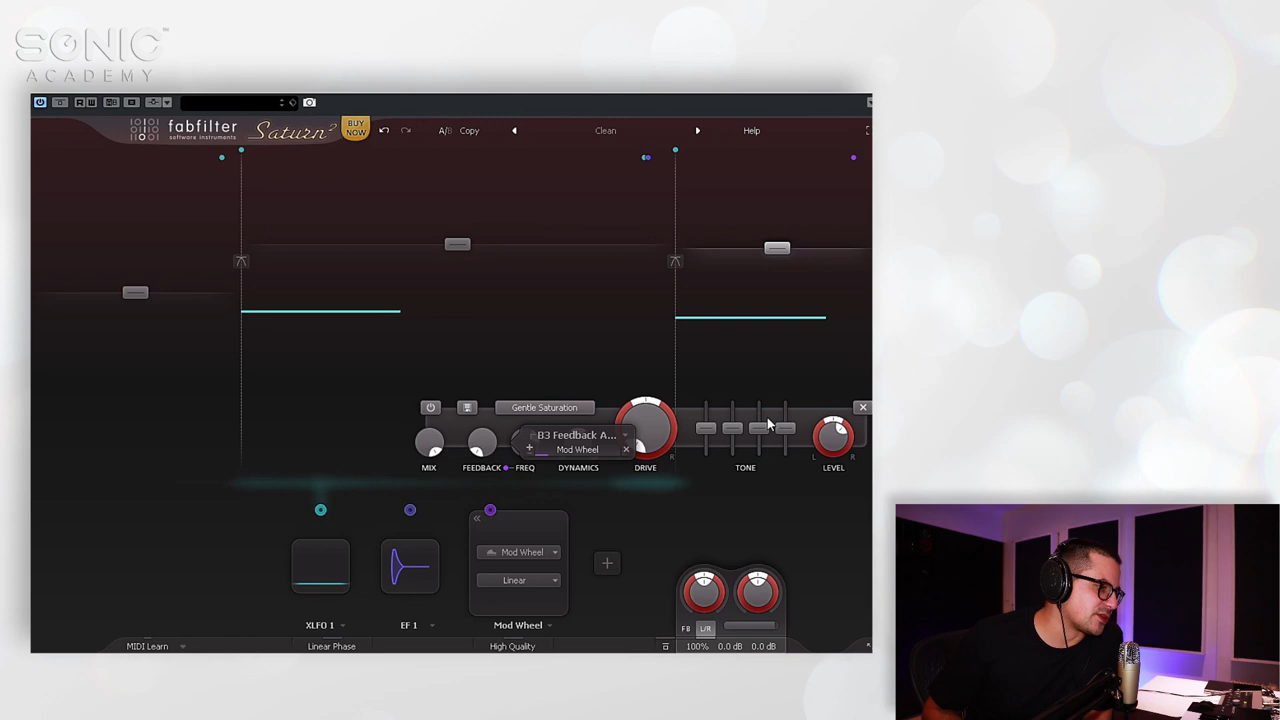 SONIC™
ACADEMY
fabfilter
software instruments
Saturn 2
BUY
NOW
A/B Copy
Clean
Help
Gentle Saturation
B3 Feedback A...
Mod Wheel
MIX FEEDBACK FREQ DYNAMICS DRIVE TONE LEVEL
L R
L R
Mod Wheel
Linear
XLFO 1
EF 1
Mod Wheel
FB L/R
MIDI Learn
Linear Phase
High Quality
100% 0.0 dB 0.0 dB